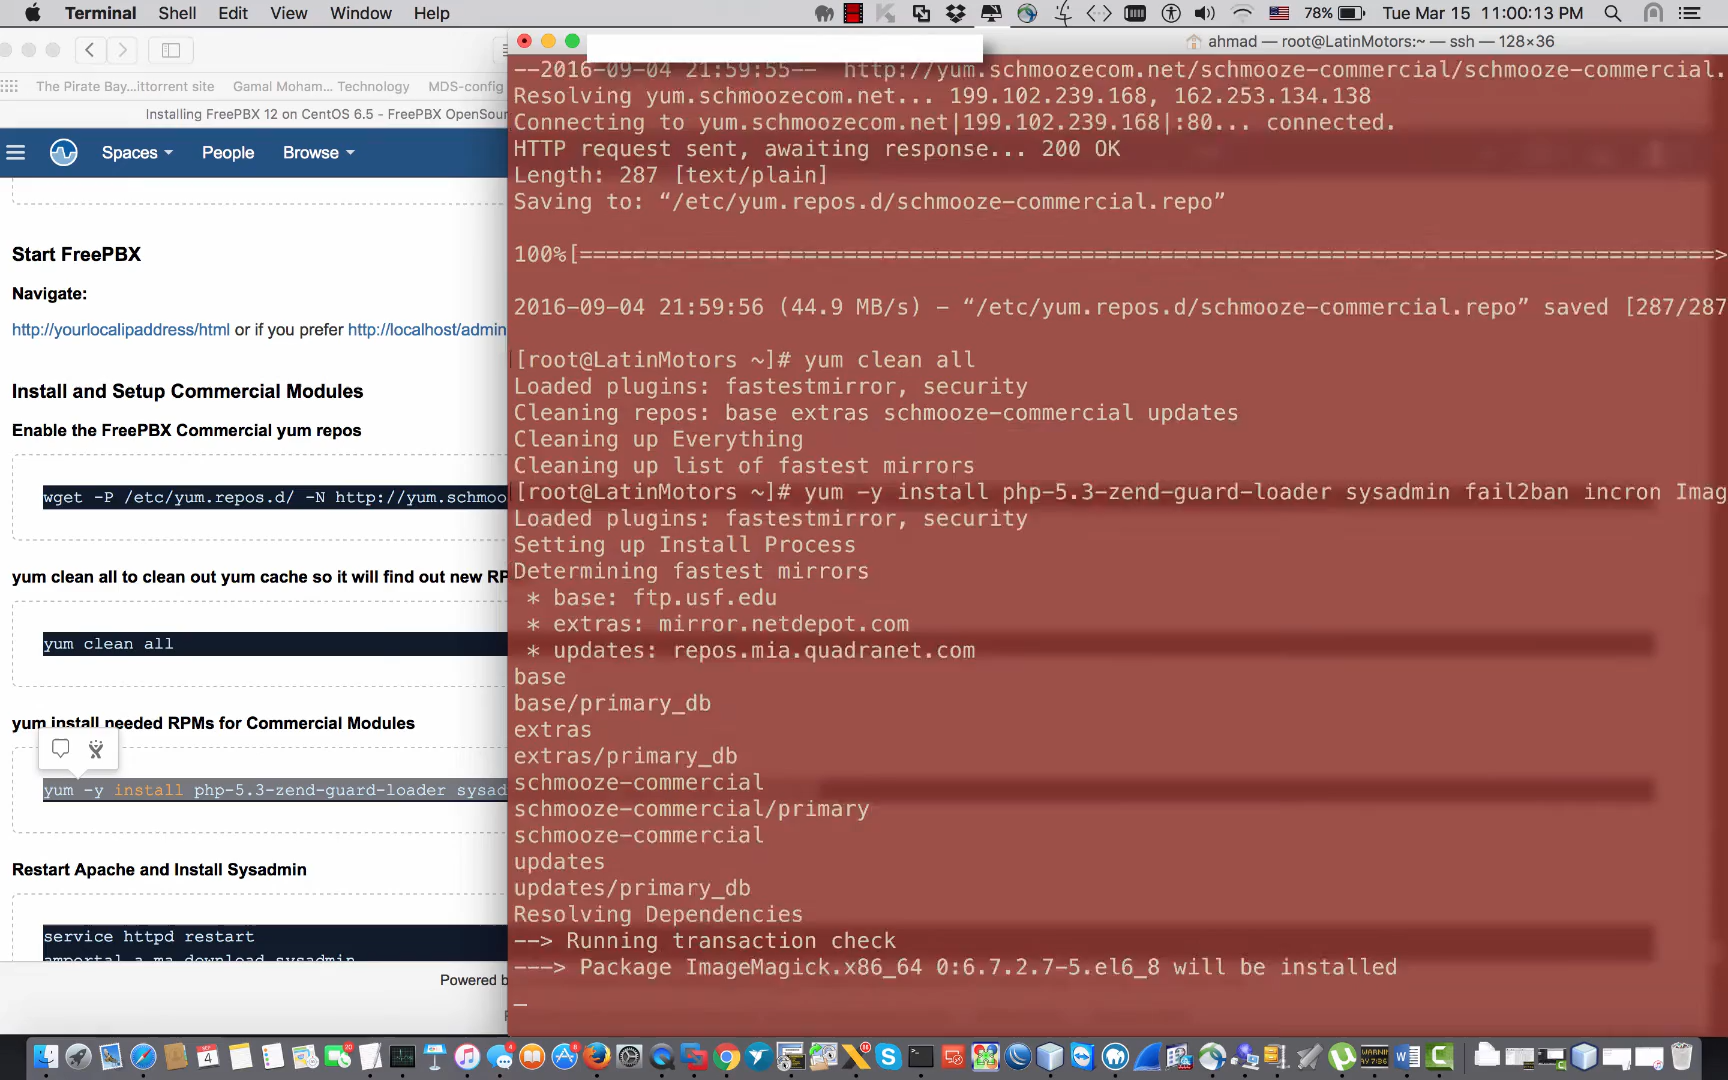 Terminal Shell Edit View Window Help
78% Tue Mar 15 11:00:13 PM
ahmad — root@LatinMotors:~ — ssh — 128×36
The Pirate Bay...ittorrent site Gamal Moham... Technology MDS-config
Installing FreePBX 12 on CentOS 6.5 - FreePBX OpenSour
Spaces People Browse
Start FreePBX
Navigate:
http://yourlocalipaddress/html or if you prefer http://localhost/admin
Install and Setup Commercial Modules
Enable the FreePBX Commercial yum repos
wget -P /etc/yum.repos.d/ -N http://yum.schmoo
yum clean all to clean out yum cache so it will find out new RP
yum clean all
yum install needed RPMs for Commercial Modules
yum -y install php-5.3-zend-guard-loader sysad
Restart Apache and Install Sysadmin
service httpd restart
amportal a ma download sysadmin
Powered b
--2016-09-04 21:59:55-- http://yum.schmoozecom.net/schmooze-commercial/schmooze-commercial.
Resolving yum.schmoozecom.net... 199.102.239.168, 162.253.134.138
Connecting to yum.schmoozecom.net|199.102.239.168|:80... connected.
HTTP request sent, awaiting response... 200 OK
Length: 287 [text/plain]
Saving to: “/etc/yum.repos.d/schmooze-commercial.repo”
100%[======================================================================================>
2016-09-04 21:59:56 (44.9 MB/s) - “/etc/yum.repos.d/schmooze-commercial.repo” saved [287/287
[root@LatinMotors ~]# yum clean all
Loaded plugins: fastestmirror, security
Cleaning repos: base extras schmooze-commercial updates
Cleaning up Everything
Cleaning up list of fastest mirrors
[root@LatinMotors ~]# yum -y install php-5.3-zend-guard-loader sysadmin fail2ban incron Imag
Loaded plugins: fastestmirror, security
Setting up Install Process
Determining fastest mirrors
* base: ftp.usf.edu
* extras: mirror.netdepot.com
* updates: repos.mia.quadranet.com
base
base/primary_db
extras
extras/primary_db
schmooze-commercial
schmooze-commercial/primary
schmooze-commercial
updates
updates/primary_db
Resolving Dependencies
--> Running transaction check
---> Package ImageMagick.x86_64 0:6.7.2.7-5.el6_8 will be installed